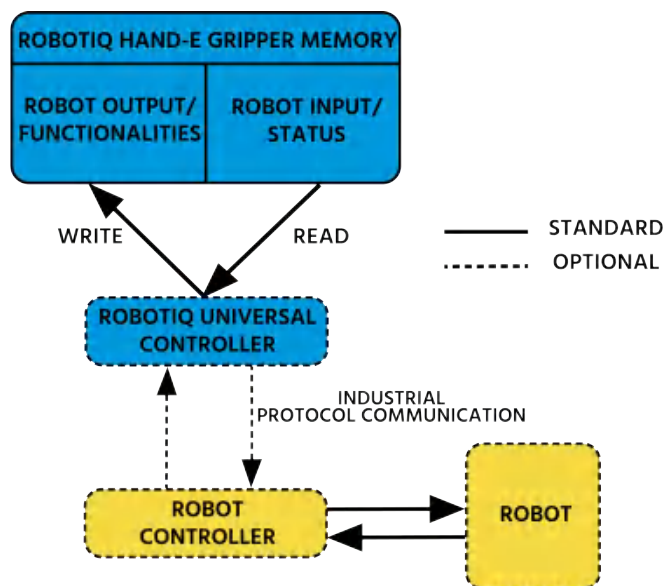 ROBOTIQ HAND-E GRIPPER MEMORY
ROBOT OUTPUT/
FUNCTIONALITIES
ROBOT INPUT/
STATUS
WRITE
READ
STANDARD
OPTIONAL
ROBOTIQ UNIVERSAL
CONTROLLER
INDUSTRIAL
PROTOCOL COMMUNICATION
ROBOT
CONTROLLER
ROBOT